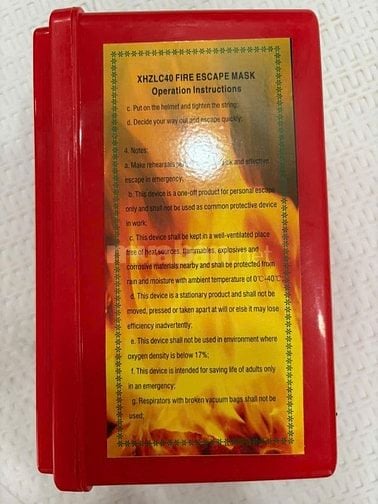 XHZLC40 FIRE ESCAPE MASK
Operation Instructions
c. Put on the helmet and tighten the string;
d. Decide your way out and escape quickly;
4. Notes:
a. Make rehearsals and effective
escape in emergency;
b. This device is a one-off product for personal escape
only and shall not be used as common protective device
in work;
c. This device shall be kept in a well-ventilated place
free of heat sources, flammables, explosives and
corrosive materials nearby and shall be protected from
rain and moisture with ambient temperature of 0℃-40℃
d. This device is a stationary product and shall not be
moved, pressed or taken apart at will or else it may lose
efficiency inadvertently;
e. This device shall not be used in environment where
oxygen density is below 17%;
f. This device is intended for saving life of adults only
in an emergency;
g. Respirators with broken vacuum bags shall not be
used;